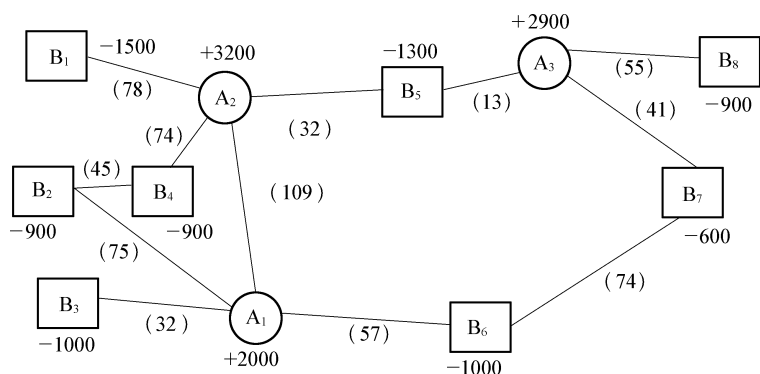 +2900
B₁
−1500
+3200
−1300
A₃
B₈
(55)
(78)
A₂
B₅
(13)
−900
(32)
(41)
(74)
(45)
B₂
B₄
(109)
B₇
−900
−900
−600
(75)
(74)
B₃
(32)
A₁
(57)
B₆
−1000
+2000
−1000